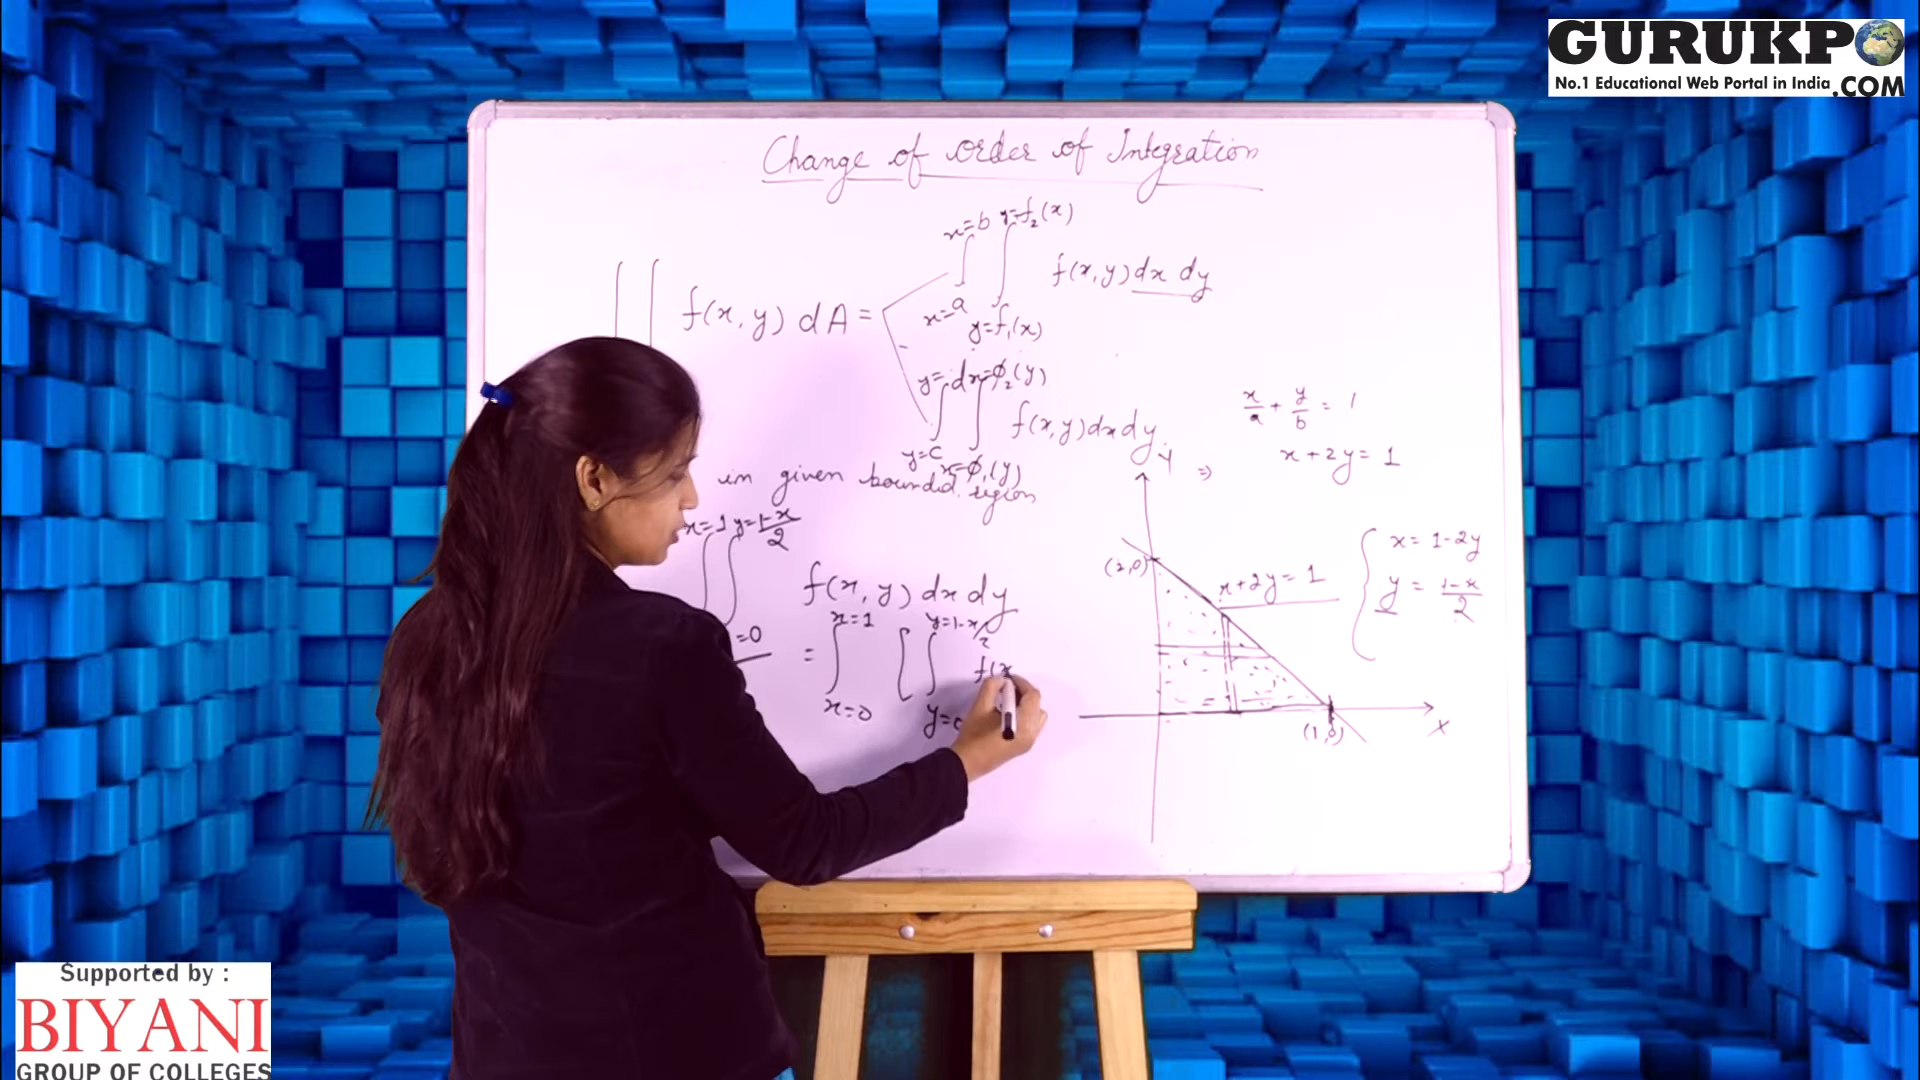 GURUKPO
No.1 Educational Web Portal in India .COM
Change of order of Integration
∫∫ f(x,y) dA =
x=b y=f₂(x)
∫ ∫ f(x,y) dx dy
x=a
y=f₁(x)
y=d x=ϕ₂(y)
∫ ∫ f(x,y) dx dy
y=c
x=ϕ₁(y)
in given bounded region
x/a + y/b = 1
⇒ x+2y = 1
x=1 y=1-x/2
∫∫ f(x,y) dx dy
=0
x=1 y=1-x/2
= ∫ [ ∫ f(x
x=0 y=
Y
(2,0)
x+2y=1
(1,0)
X
{ x = 1-2y
y = 1-x/2
Supported by :
BIYANI
GROUP OF COLLEGES